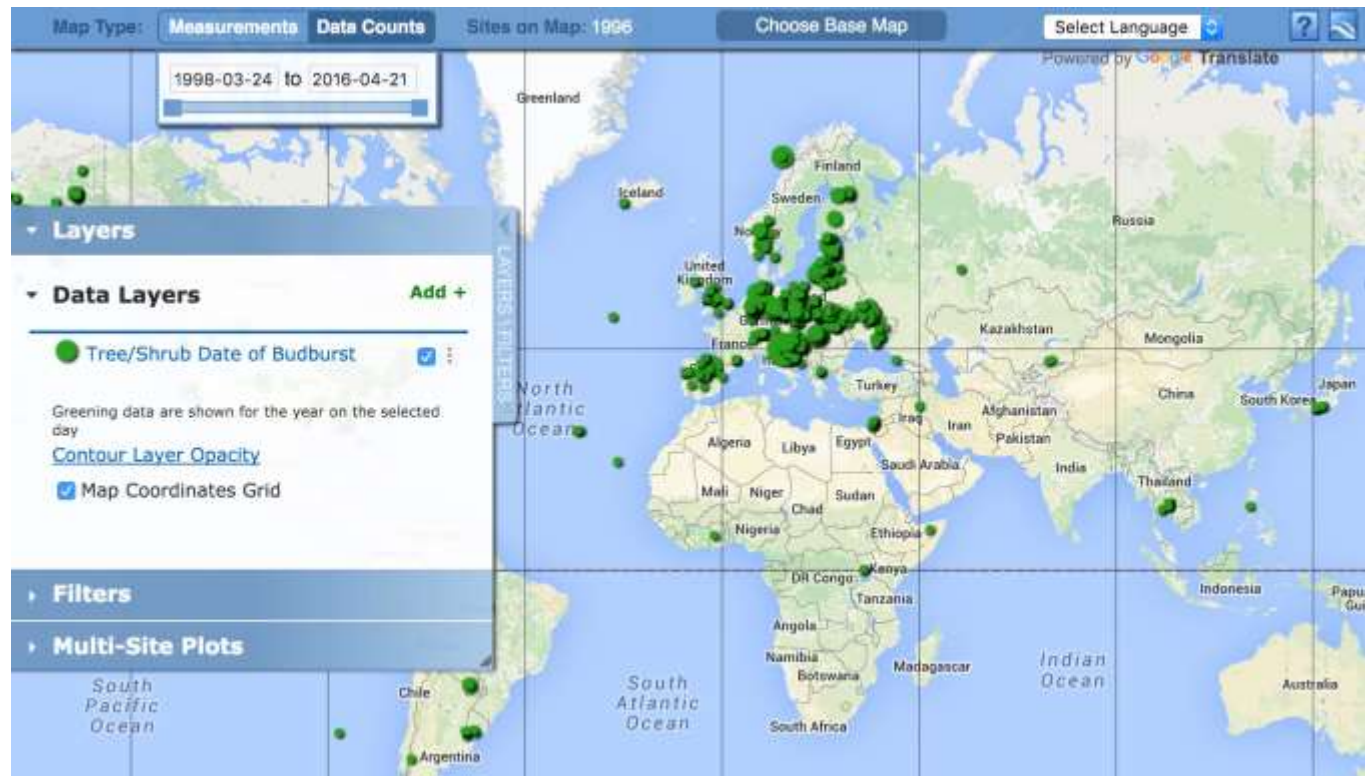 Map Type: Measurements Data Counts Sites on Map: 1996 Choose Base Map Select Language ?
Powered by Google Translate
1998-03-24 to 2016-04-21
Greenland
Finland
Iceland
Sweden
Russia
Layers
United
Kingdom
Data Layers Add +
LAYERS \ FILTERS
Kazakhstan
Mongolia
France
Tree/Shrub Date of Budburst
North
Atlantic
Ocean
Turkey
China
Japan
South Korea
Greening data are shown for the year on the selected
day
Iraq
Iran
Afghanistan
Pakistan
Algeria
Libya
Egypt
Contour Layer Opacity
Saudi Arabia
India
Map Coordinates Grid
Mali
Niger
Sudan
Thailand
Chad
Nigeria
Ethiopia
Filters
DR Congo
Kenya
Indonesia
Tanzania
Angola
Multi-Site Plots
Namibia
Botswana
Madagascar
Indian
Ocean
South
Pacific
Ocean
Chile
South
Atlantic
Ocean
Australia
South Africa
Argentina